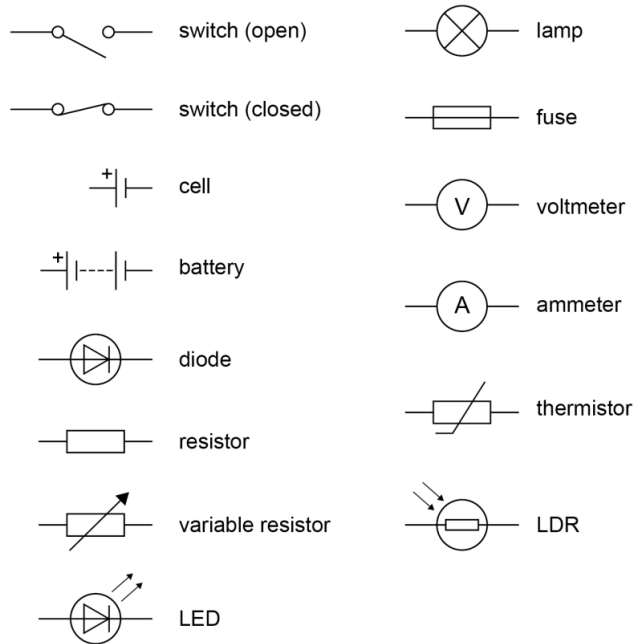 switch (open)
switch (closed)
+
cell
+
battery
diode
resistor
variable resistor
LED
lamp
fuse
V
voltmeter
A
ammeter
thermistor
LDR